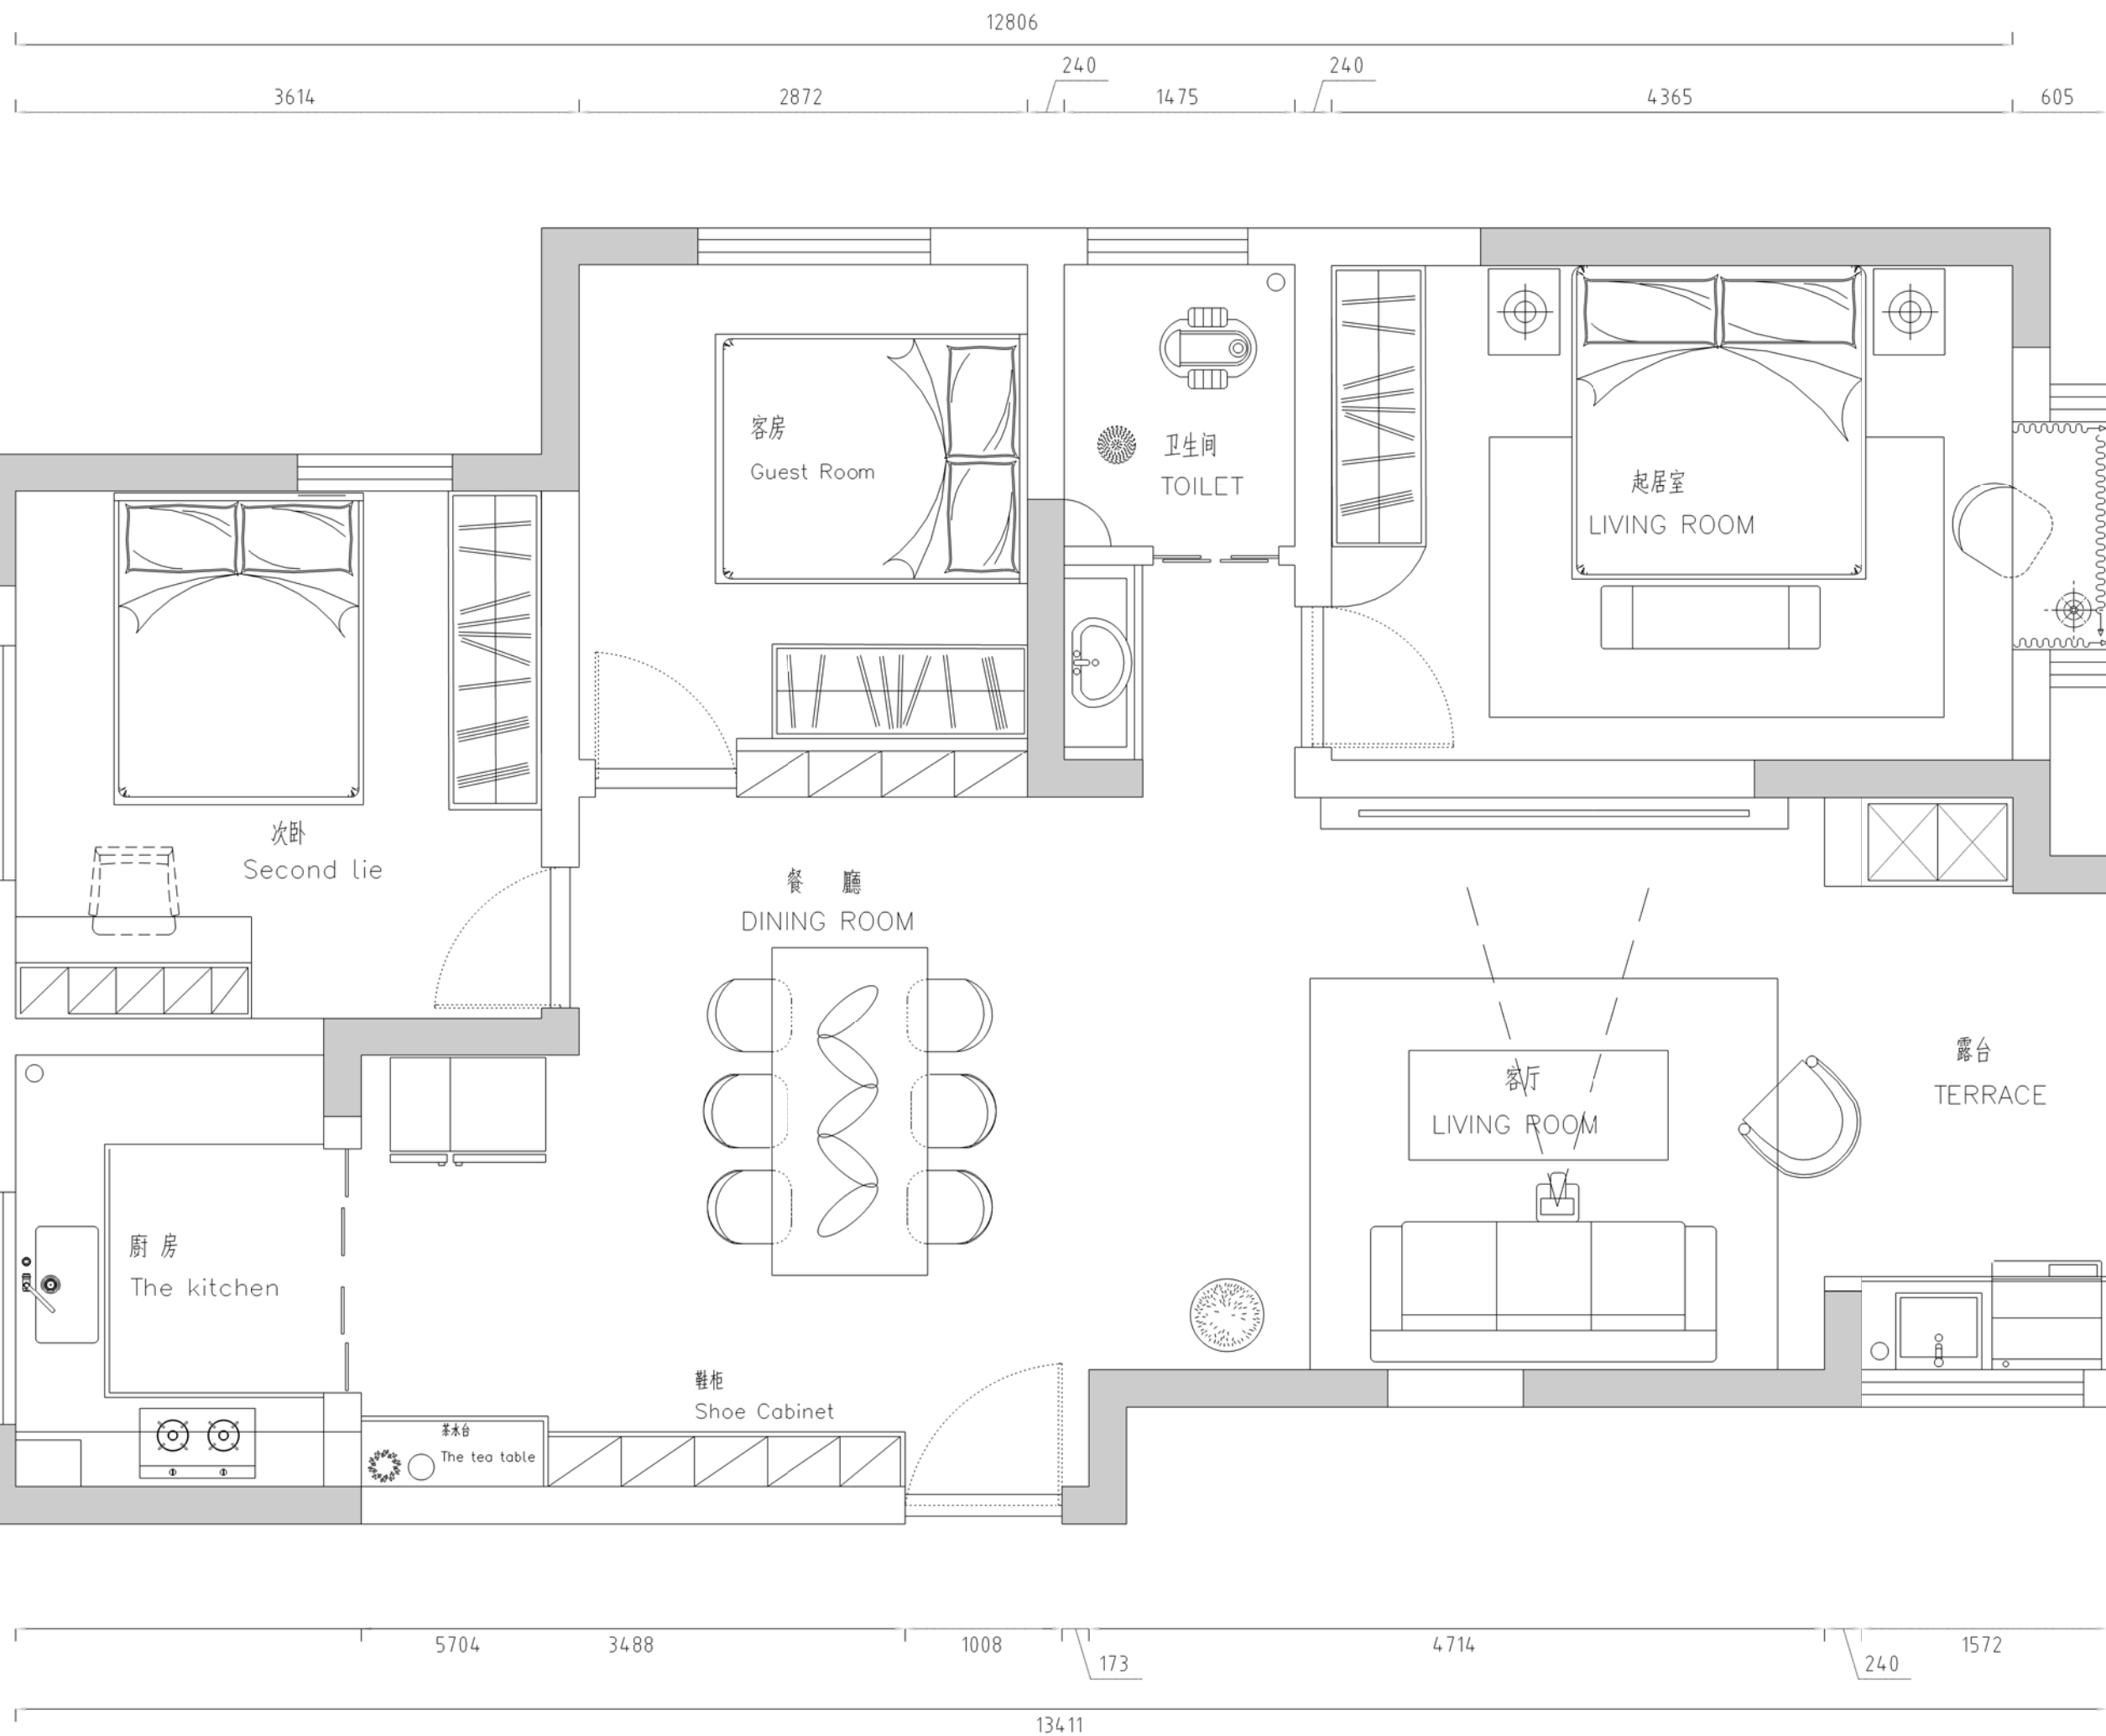 12806
240
240
3614
2872
1475
4365
605
客房
Guest Room
卫生间
TOILET
起居室
LIVING ROOM
次卧
Second lie
餐 廳
DINING ROOM
客厅
LIVING ROOM
露台
TERRACE
廚 房
The kitchen
鞋柜
Shoe Cabinet
茶水台
The tea table
5704
3488
1008
173
4714
240
1572
13411